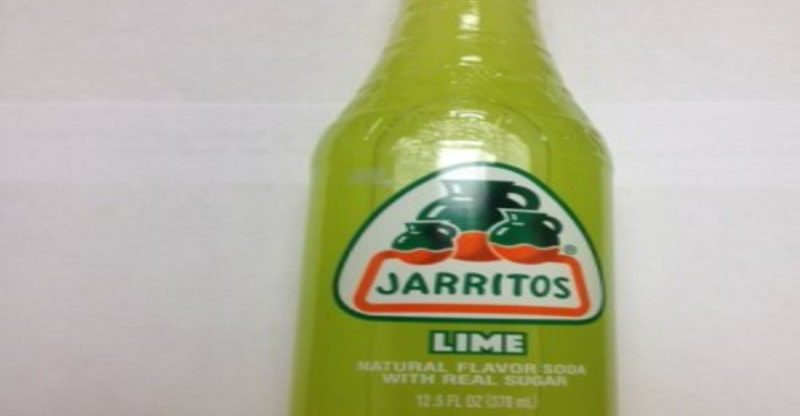 ®
JARRITOS
LIME
NATURAL FLAVOR SODA
WITH REAL SUGAR
12.5 FL OZ (370 mL)